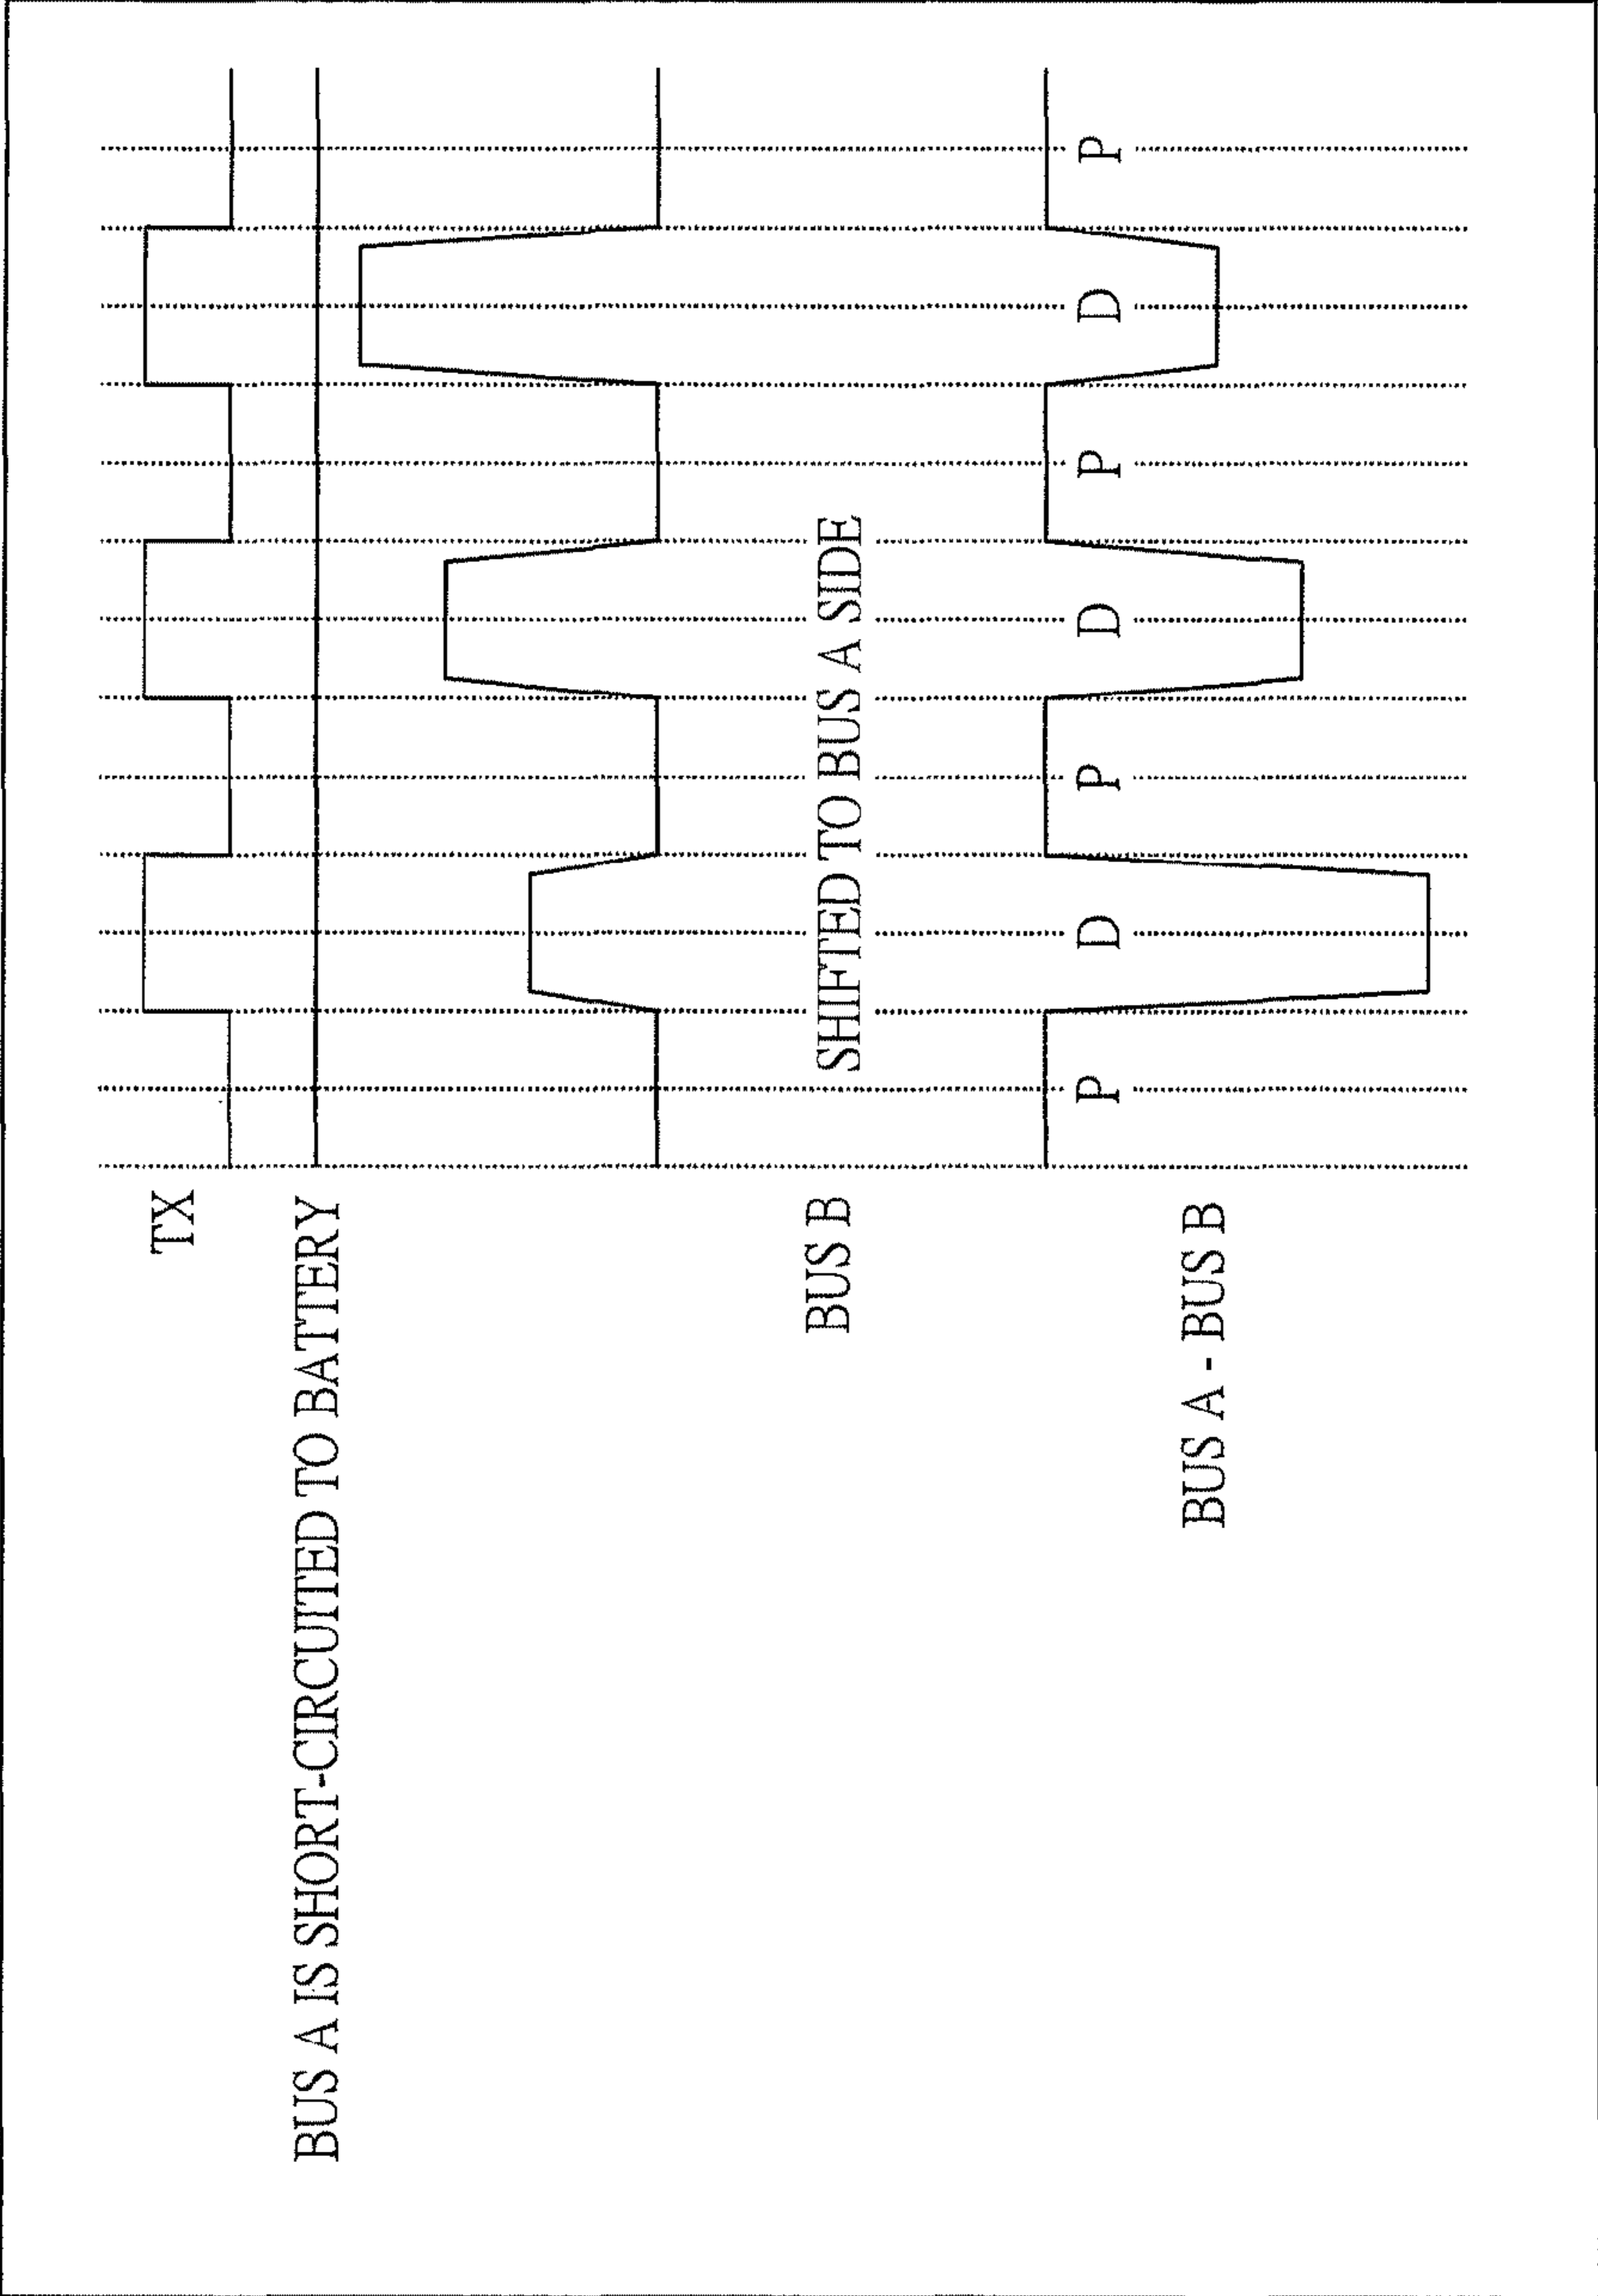 TX
BUS A IS SHORT-CIRCUITED TO BATTERY
BUS B
SHIFTED TO BUS A SIDE
BUS A - BUS B
P D P D P D P